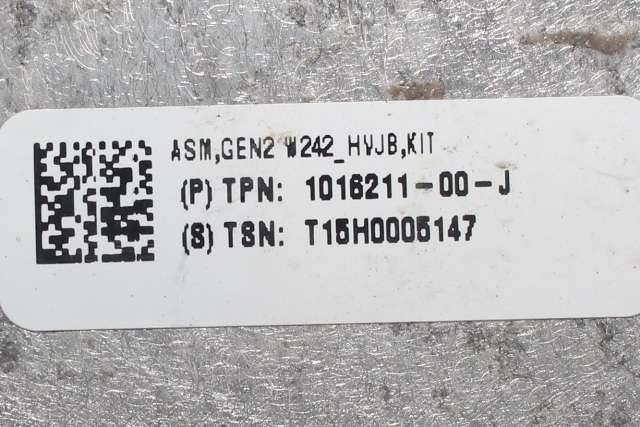 ASM,GEN2 W242_HVJB,KIT
(P) TPN: 1016211-00-J
(S) TSN: T15H0005147